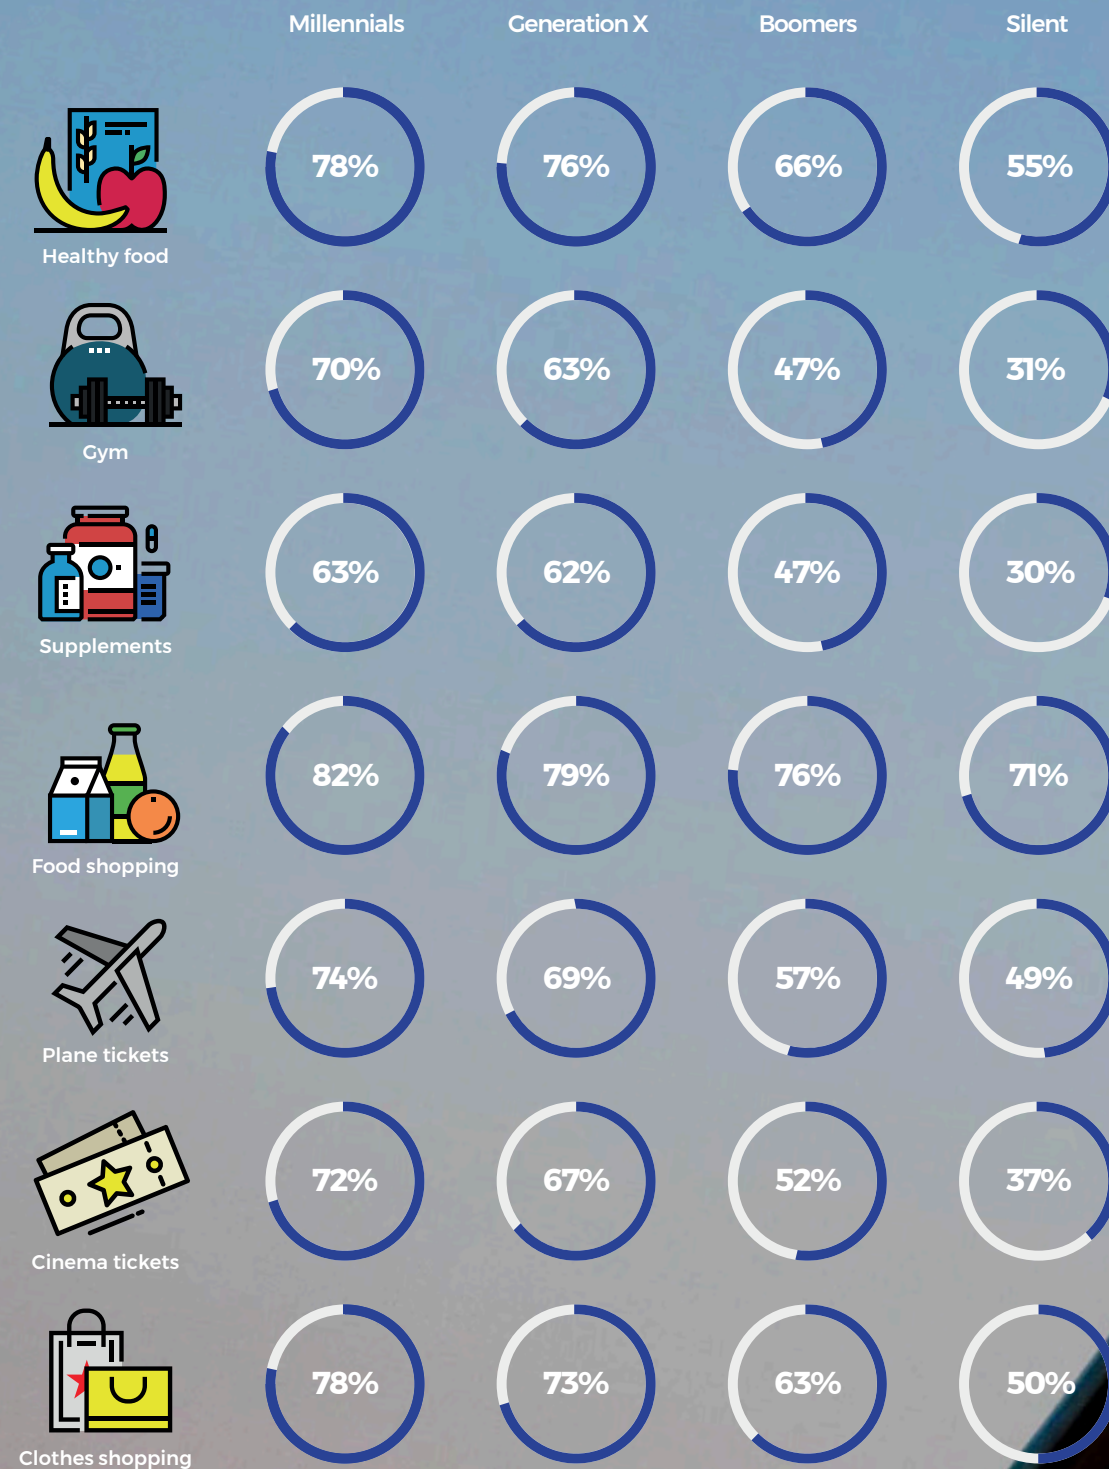 Millennials Generation X Boomers Silent
78% 76% 66% 55%
Healthy food
70% 63% 47% 31%
Gym
63% 62% 47% 30%
Supplements
82% 79% 76% 71%
Food shopping
74% 69% 57% 49%
Plane tickets
72% 67% 52% 37%
Cinema tickets
78% 73% 63% 50%
Clothes shopping